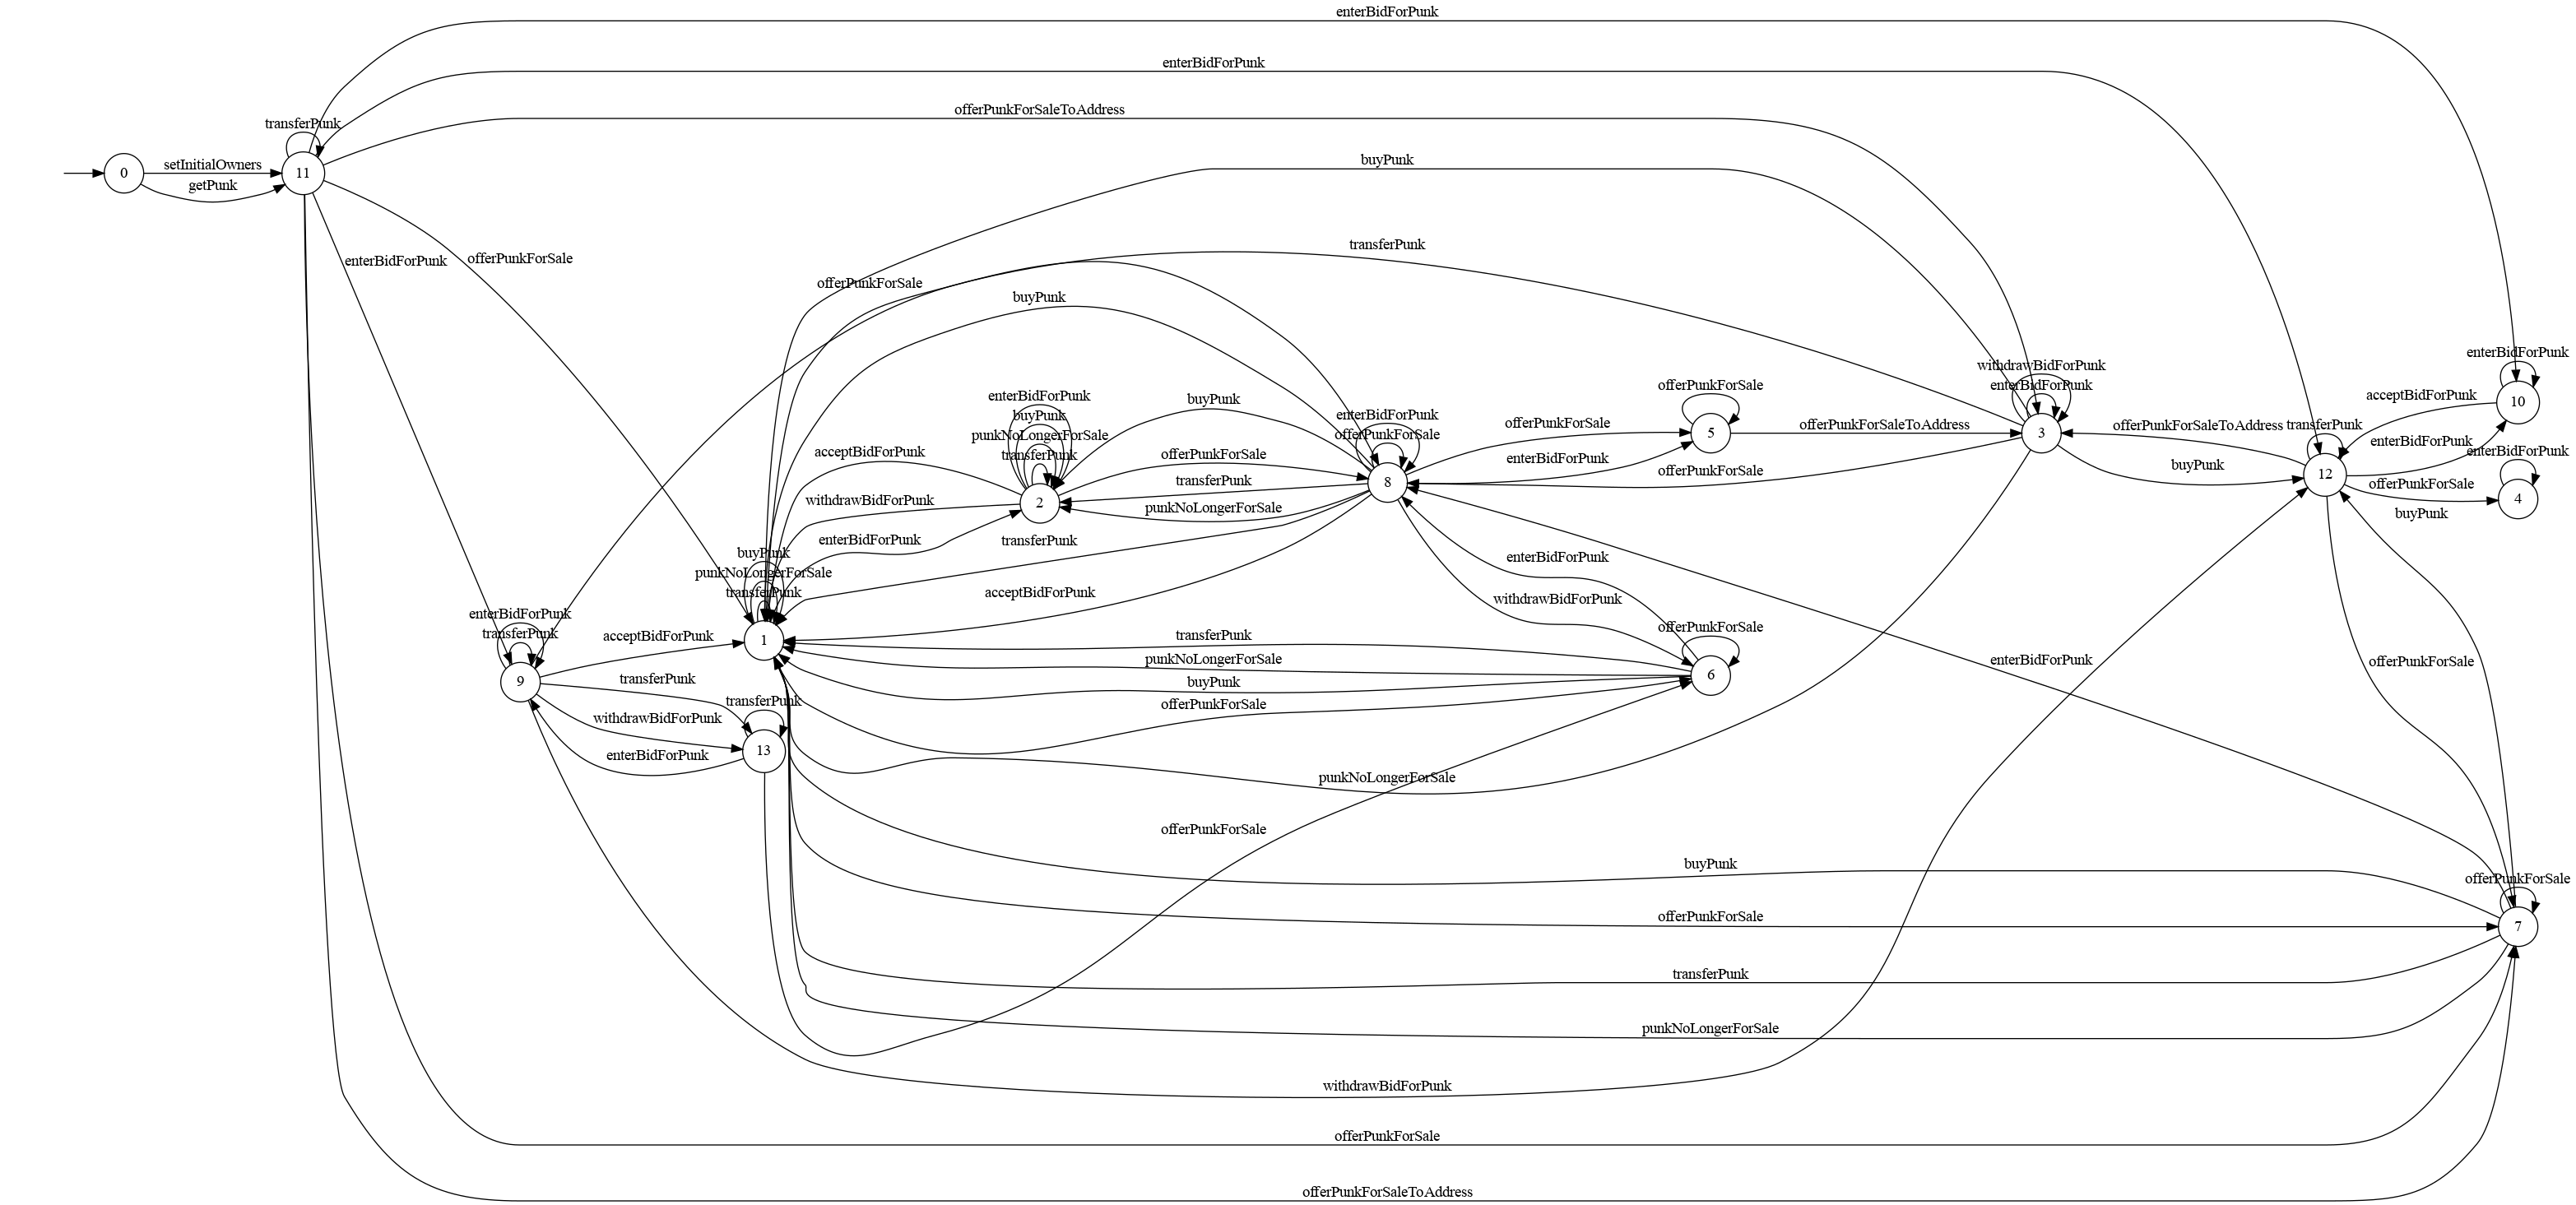 enterBidForPunk
enterBidForPunk
offerPunkForSaleToAddress
transferPunk
buyPunk
0
setInitialOwners
11
getPunk
transferPunk
enterBidForPunk
offerPunkForSale
offerPunkForSale
buyPunk
enterBidForPunk
withdrawBidForPunk
enterBidForPunk
offerPunkForSale
enterBidForPunk
buyPunk
enterBidForPunk
acceptBidForPunk
10
buyPunk
punkNoLongerForSale
transferPunk
offerPunkForSale
offerPunkForSale
5
offerPunkForSaleToAddress
3
offerPunkForSaleToAddress
transferPunk
enterBidForPunk
enterBidForPunk
acceptBidForPunk
offerPunkForSale
enterBidForPunk
offerPunkForSale
buyPunk
12
offerPunkForSale
4
2
transferPunk
8
withdrawBidForPunk
punkNoLongerForSale
buyPunk
enterBidForPunk
transferPunk
buyPunk
punkNoLongerForSale
transferPunk
acceptBidForPunk
enterBidForPunk
withdrawBidForPunk
enterBidForPunk
transferPunk
acceptBidForPunk
1
transferPunk
offerPunkForSale
punkNoLongerForSale
6
enterBidForPunk
offerPunkForSale
9
transferPunk
buyPunk
transferPunk
offerPunkForSale
withdrawBidForPunk
13
enterBidForPunk
punkNoLongerForSale
offerPunkForSale
buyPunk
offerPunkForSale
offerPunkForSale
7
transferPunk
punkNoLongerForSale
withdrawBidForPunk
offerPunkForSale
offerPunkForSaleToAddress